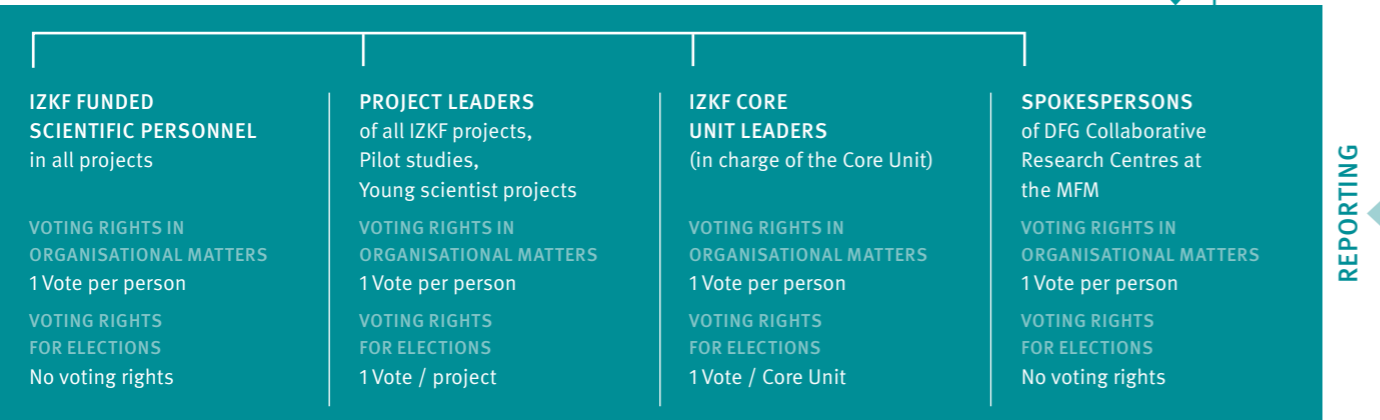 IZKF FUNDED
SCIENTIFIC PERSONNEL
in all projects
VOTING RIGHTS IN
ORGANISATIONAL MATTERS
1 Vote per person
VOTING RIGHTS
FOR ELECTIONS
No voting rights
PROJECT LEADERS
of all IZKF projects,
Pilot studies,
Young scientist projects
VOTING RIGHTS IN
ORGANISATIONAL MATTERS
1 Vote per person
VOTING RIGHTS
FOR ELECTIONS
1 Vote / project
IZKF CORE
UNIT LEADERS
(in charge of the Core Unit)
VOTING RIGHTS IN
ORGANISATIONAL MATTERS
1 Vote per person
VOTING RIGHTS
FOR ELECTIONS
1 Vote / Core Unit
SPOKESPERSONS
of DFG Collaborative
Research Centres at
the MFM
VOTING RIGHTS IN
ORGANISATIONAL MATTERS
1 Vote per person
VOTING RIGHTS
FOR ELECTIONS
No voting rights
REPORTING